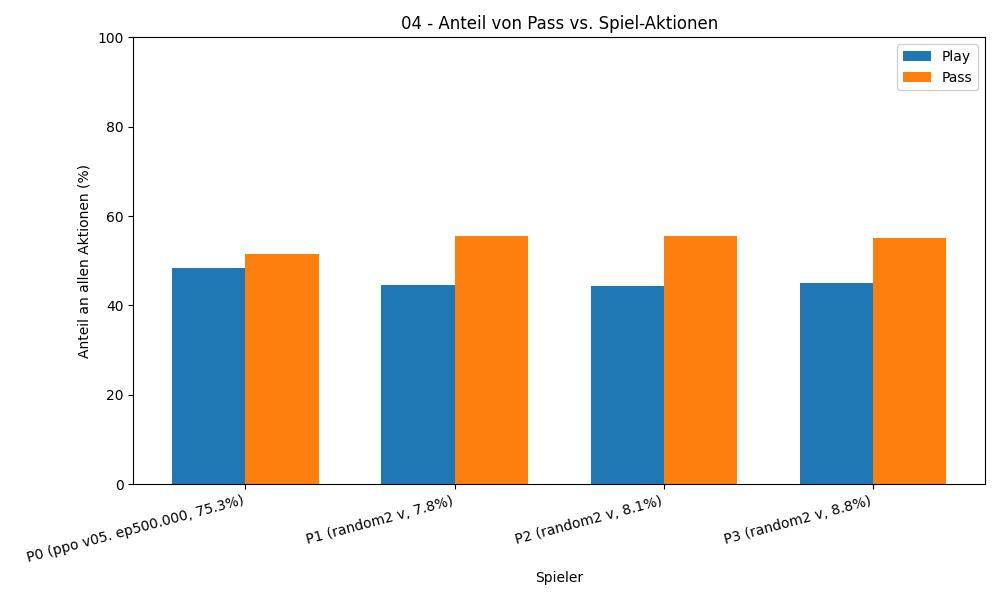 04 - Anteil von Pass vs. Spiel-Aktionen
Play
Pass
Anteil an allen Aktionen (%)
100
80
60
40
20
0
P0 (ppo v05. ep500.000, 75.3%)
P1 (random2 v, 7.8%)
P2 (random2 v, 8.1%)
P3 (random2 v, 8.8%)
Spieler